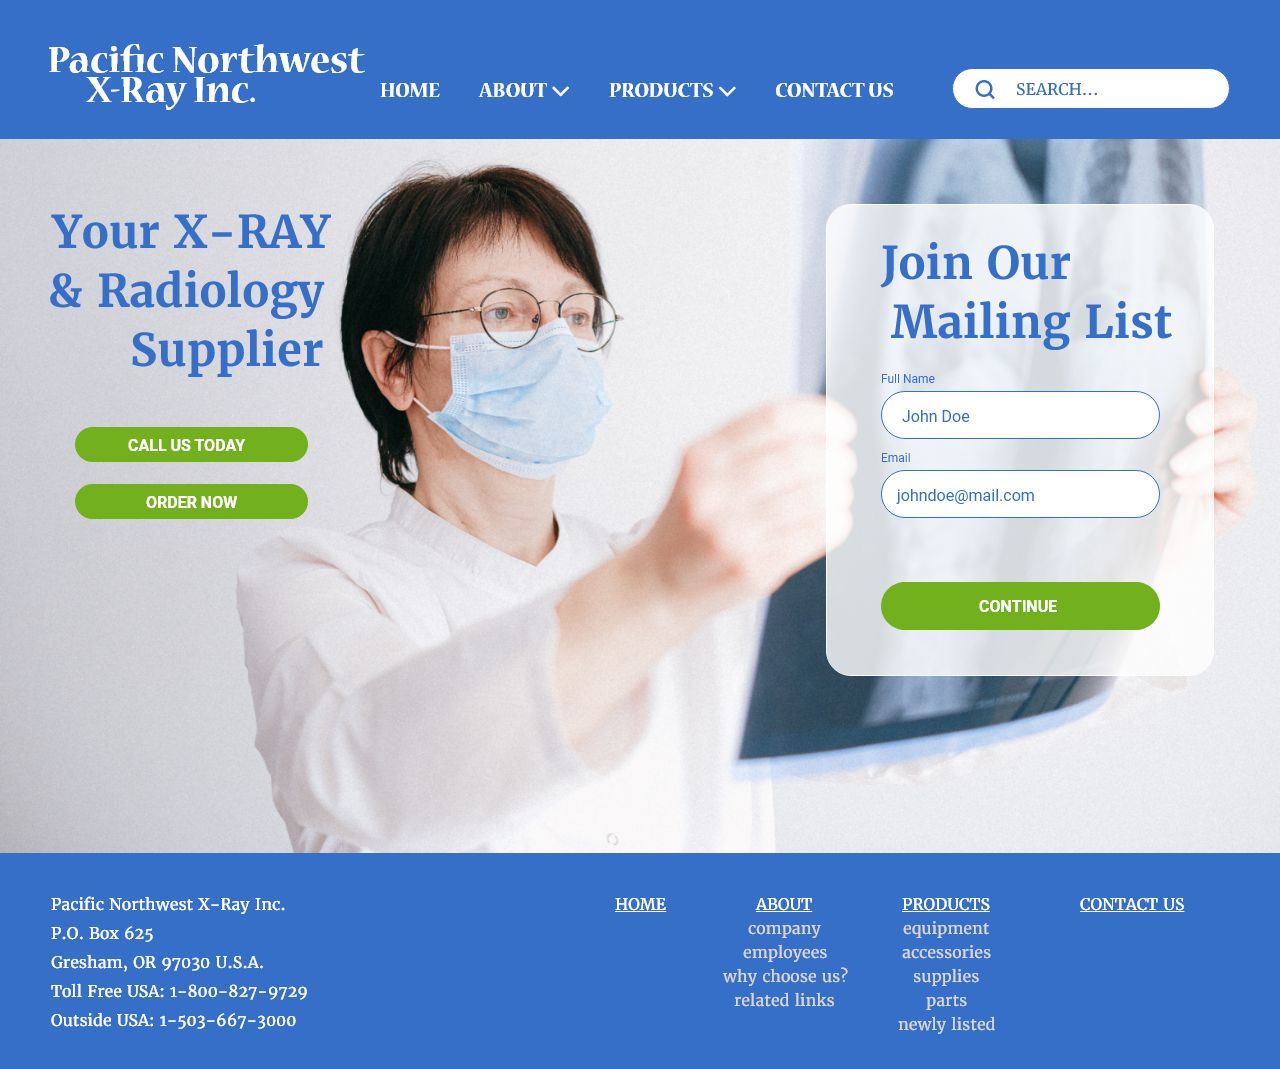 Pacific Northwest
X-Ray Inc.
HOME
ABOUT
PRODUCTS
CONTACT US
SEARCH...
Your X-RAY
& Radiology
Supplier
CALL US TODAY
ORDER NOW
Join Our
Mailing List
Full Name
John Doe
Email
johndoe@mail.com
CONTINUE
Pacific Northwest X-Ray Inc.
P.O. Box 625
Gresham, OR 97030 U.S.A.
Toll Free USA: 1-800-827-9729
Outside USA: 1-503-667-3000
HOME
ABOUT
company
employees
why choose us?
related links
PRODUCTS
equipment
accessories
supplies
parts
newly listed
CONTACT US